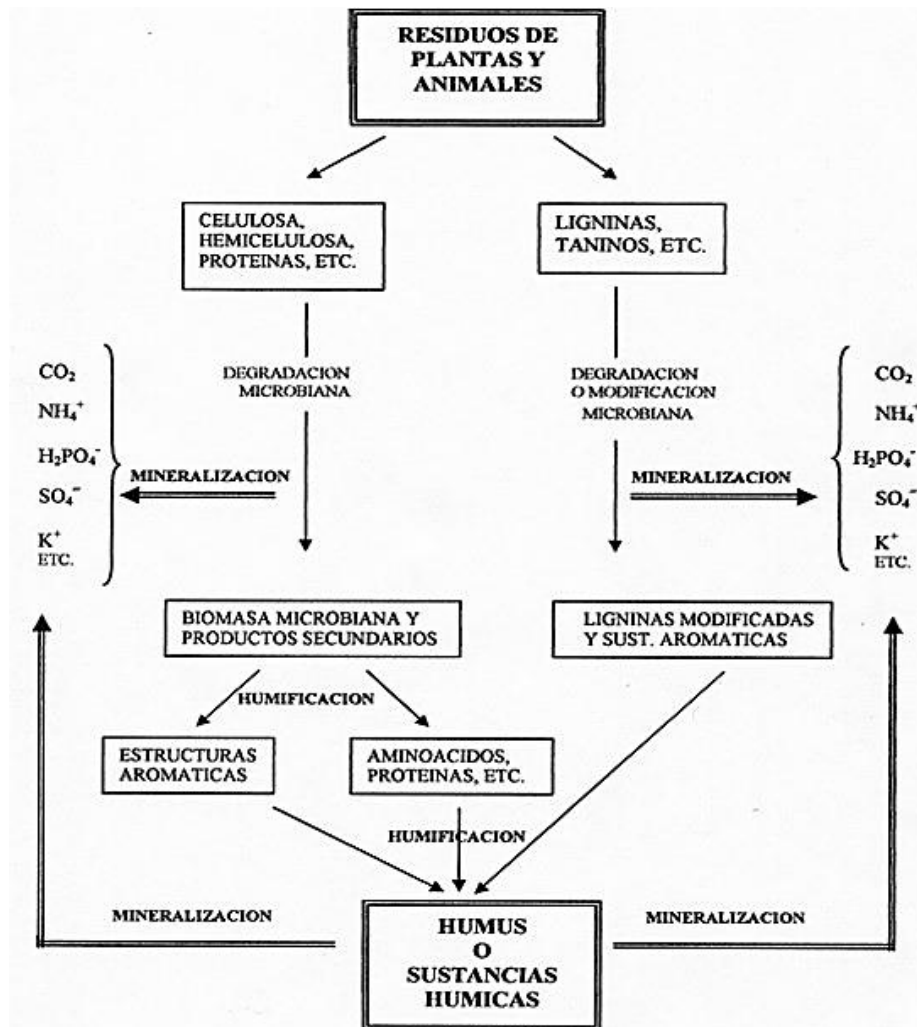 RESIDUOS DE
PLANTAS Y
ANIMALES
CELULOSA,
HEMICELULOSA,
PROTEINAS, ETC.
LIGNINAS,
TANINOS, ETC.
DEGRADACION
MICROBIANA
DEGRADACION
O MODIFICACION
MICROBIANA
CO₂
NH₄⁺
H₂PO₄⁻
SO₄⁼
K⁺
ETC.
MINERALIZACION
MINERALIZACION
CO₂
NH₄⁺
H₂PO₄⁻
SO₄⁼
K⁺
ETC.
BIOMASA MICROBIANA Y
PRODUCTOS SECUNDARIOS
LIGNINAS MODIFICADAS
Y SUST. AROMATICAS
HUMIFICACION
ESTRUCTURAS
AROMATICAS
AMINOACIDOS,
PROTEINAS, ETC.
HUMIFICACION
MINERALIZACION
MINERALIZACION
HUMUS
O
SUSTANCIAS
HUMICAS